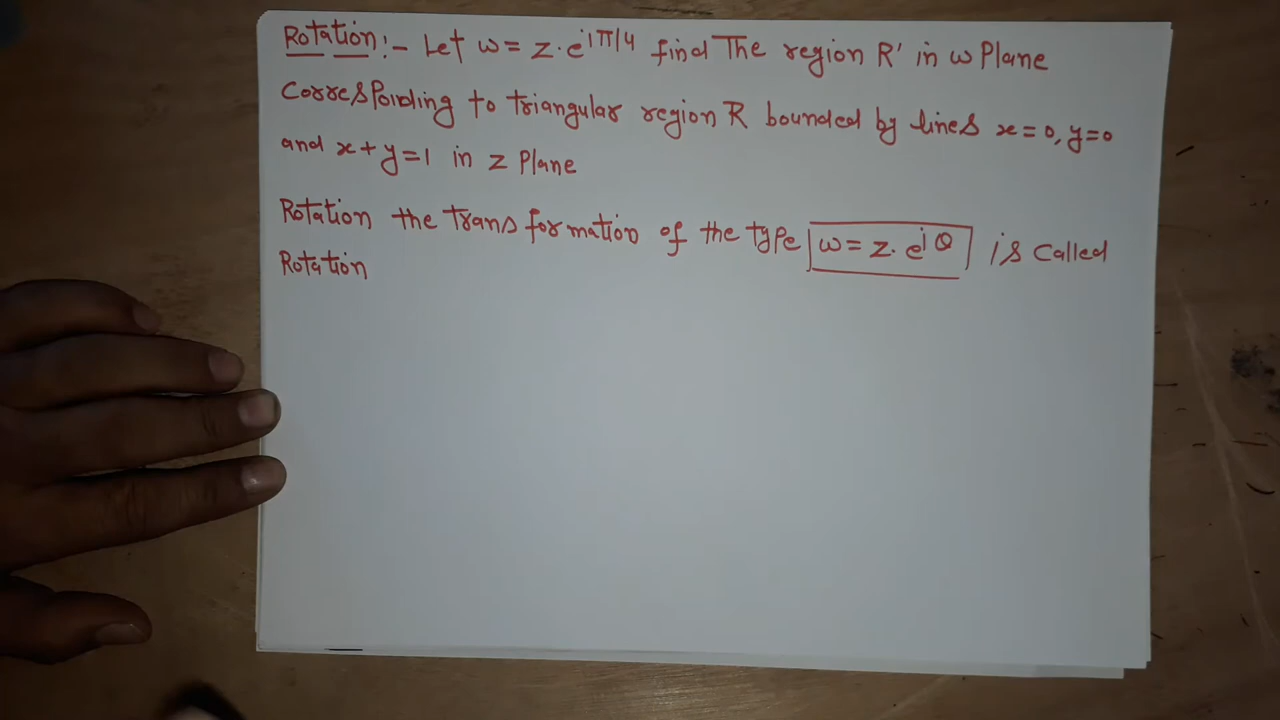 Rotation:- Let w = z·e^iπ/4 find The region R' in w Plane
Corresponding to triangular region R bounded by lines x=0, y=0
and x+y=1 in z Plane
Rotation the transformation of the type w = z·e^iθ is called
Rotation